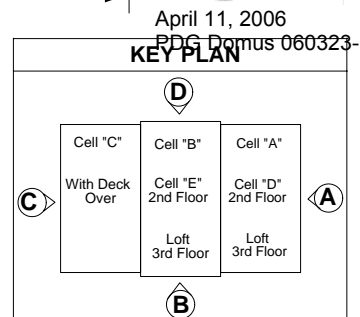 April 11, 2006
PDG Domus 060323-
KEY PLAN
D
Cell "C"
Cell "B"
Cell "A"
With Deck
Over
Cell "E"
2nd Floor
Cell "D"
2nd Floor
C
A
Loft
3rd Floor
Loft
3rd Floor
B